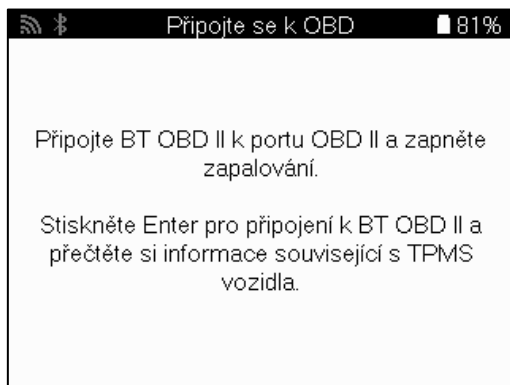 Připojte se k OBD
81%
Připojte BT OBD II k portu OBD II a zapněte
zapalování.
Stiskněte Enter pro připojení k BT OBD II a
přečtěte si informace související s TPMS
vozidla.